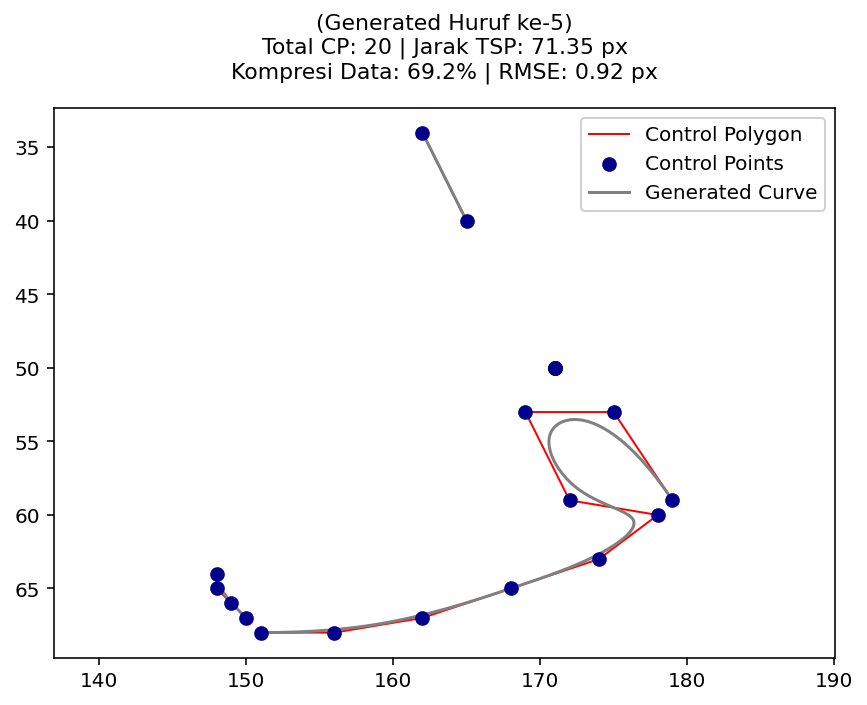 (Generated Huruf ke-5)
Total CP: 20 | Jarak TSP: 71.35 px
Kompresi Data: 69.2% | RMSE: 0.92 px
Control Polygon
Control Points
Generated Curve
35
40
45
50
55
60
65
140 150 160 170 180 190